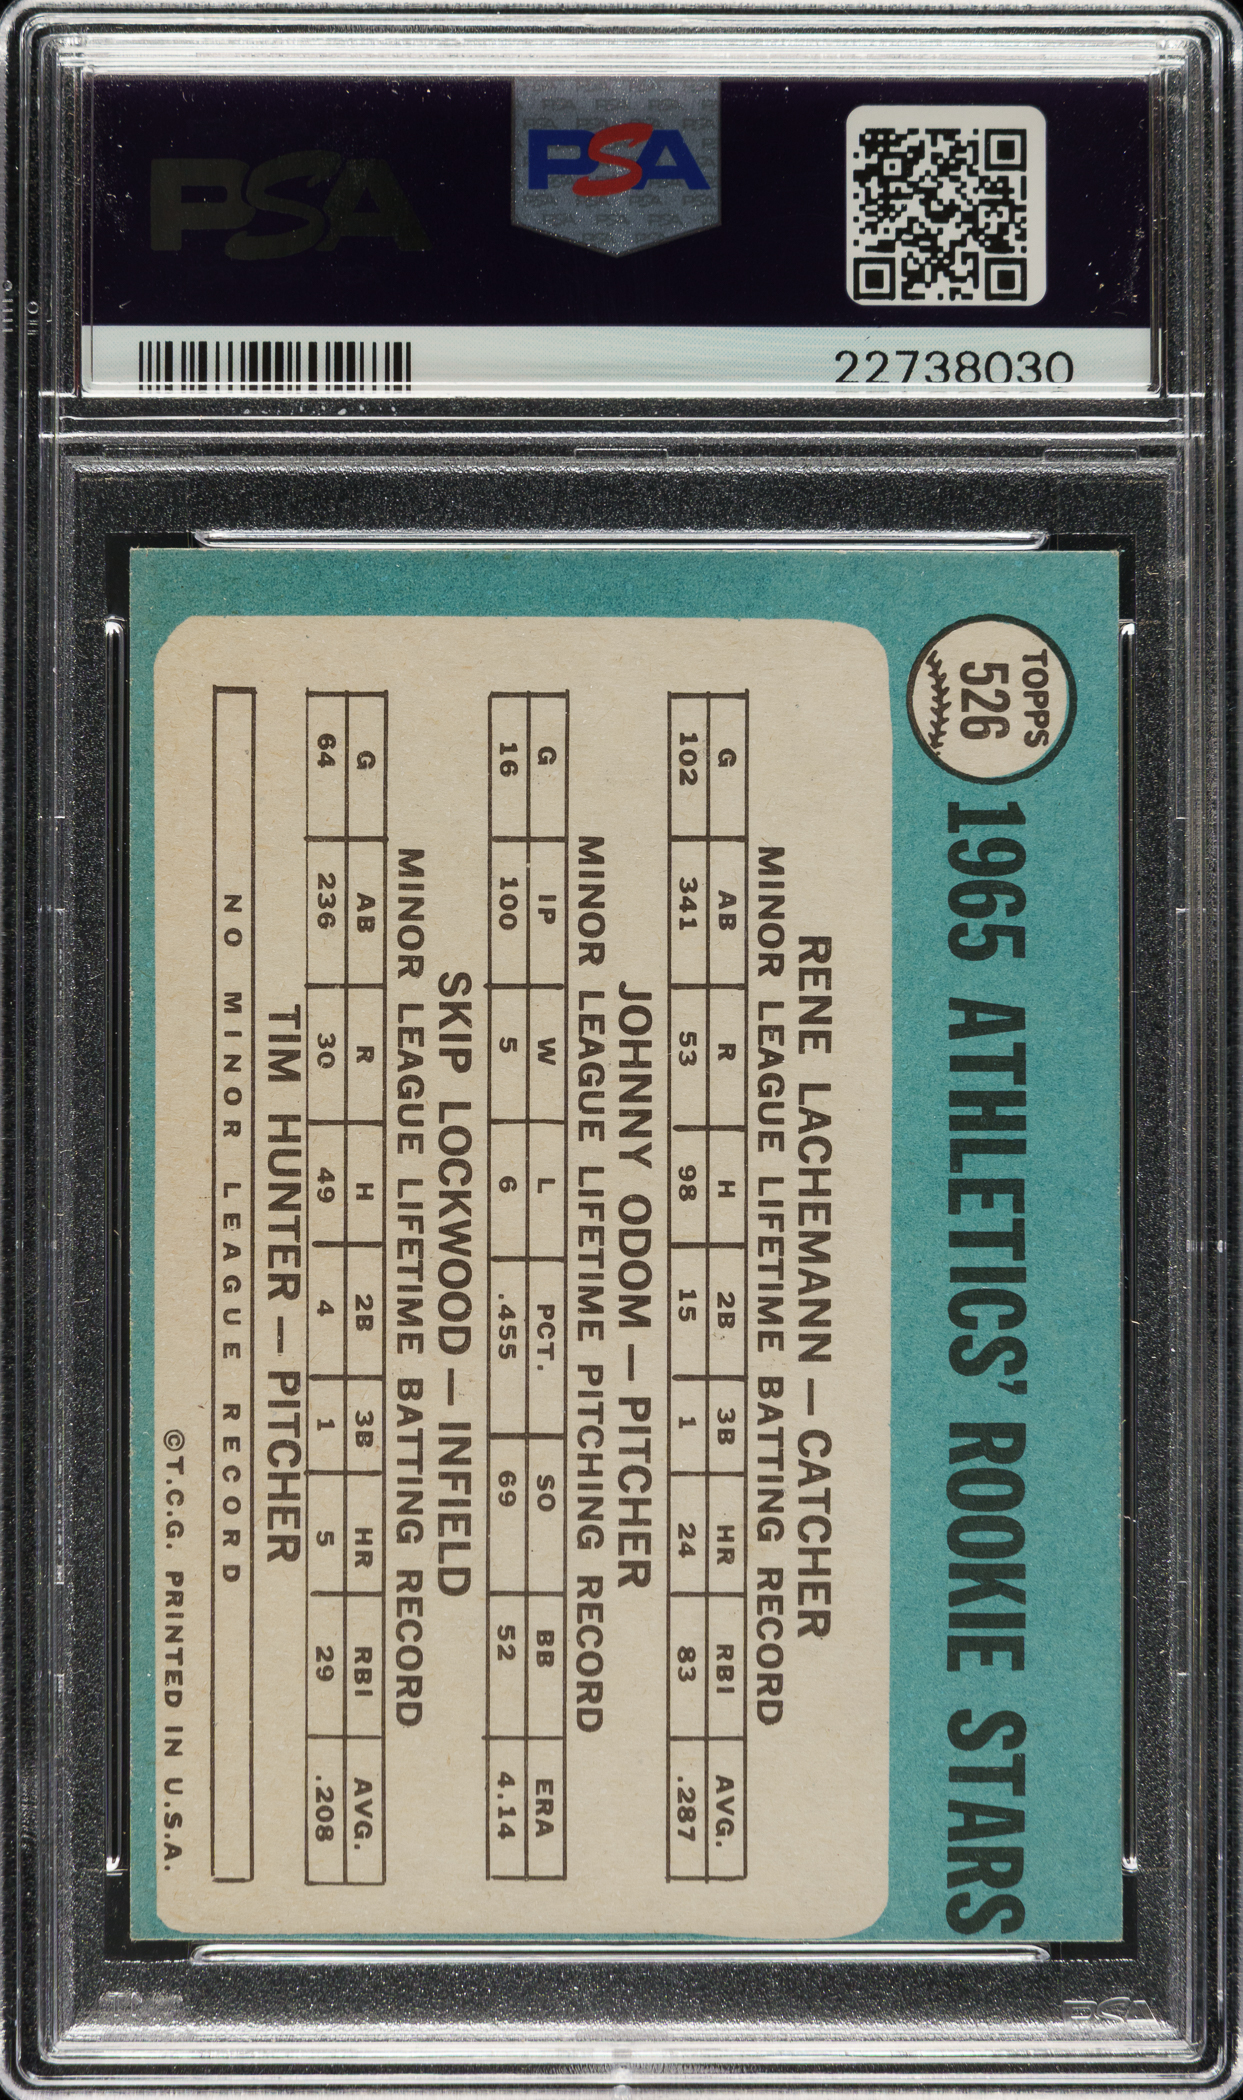 PSA
PSA
22738030
TOPPS
526
1965 ATHLETICS' ROOKIE STARS
RENE LACHEMANN — CATCHER
MINOR LEAGUE LIFETIME BATTING RECORD
G AB R H 2B 3B HR RBI AVG.
102 341 53 98 15 1 24 83 .287
JOHNNY ODOM — PITCHER
MINOR LEAGUE LIFETIME PITCHING RECORD
G IP W L PCT. SO BB ERA
16 100 5 6 .455 69 52 4.14
SKIP LOCKWOOD — INFIELD
MINOR LEAGUE LIFETIME BATTING RECORD
G AB R H 2B 3B HR RBI AVG.
64 236 30 49 4 1 5 29 .208
TIM HUNTER — PITCHER
NO MINOR LEAGUE RECORD
©T.C.G. PRINTED IN U.S.A.
PSA